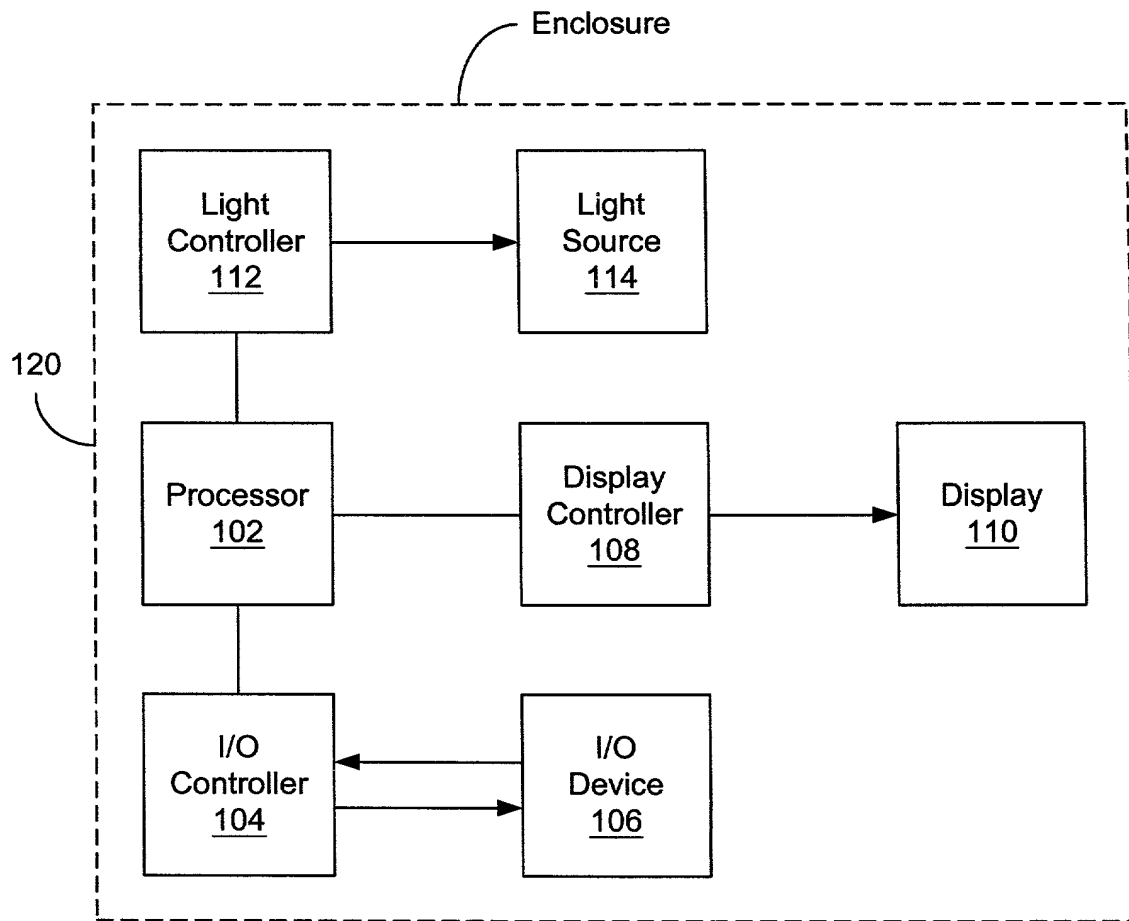 Enclosure
Light
Controller
112
Light
Source
114
120
Processor
102
Display
Controller
108
Display
110
I/O
Controller
104
I/O
Device
106